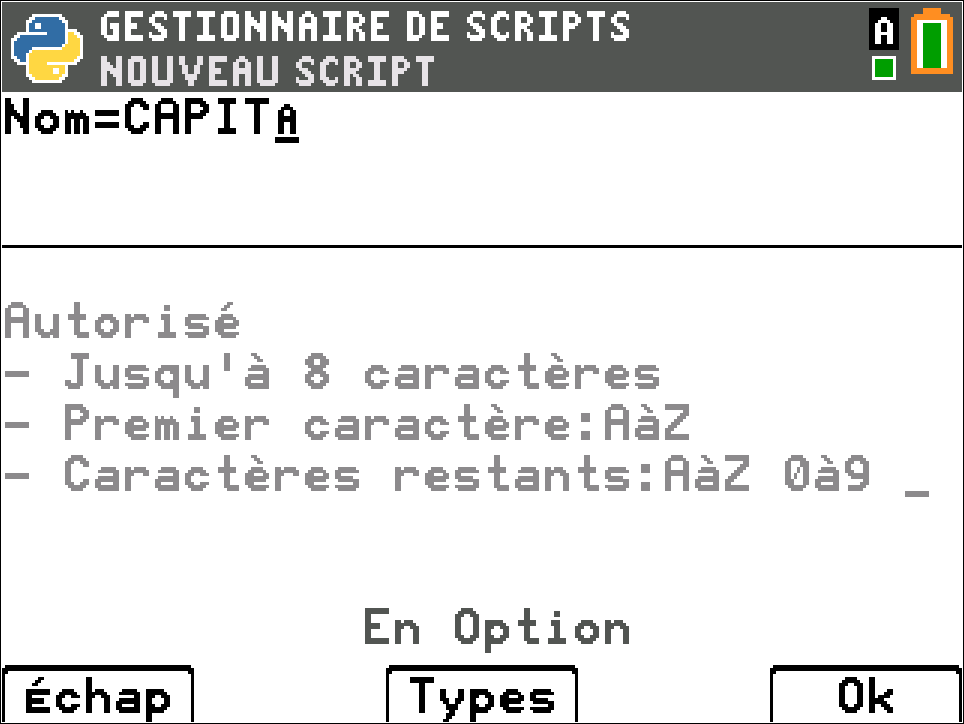 GESTIONNAIRE DE SCRIPTS
NOUVEAU SCRIPT
A
Nom=CAPITA
Autorisé
- Jusqu'à 8 caractères
- Premier caractère:AàZ
- Caractères restants:AàZ 0à9 _
En Option
Échap
Types
Ok